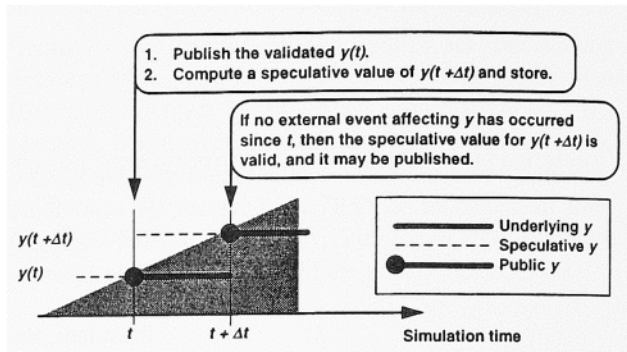 1. Publish the validated y(t).
2. Compute a speculative value of y(t +Δt) and store.
If no external event affecting y has occurred
since t, then the speculative value for y(t +Δt) is
valid, and it may be published.
y(t +Δt)
y(t)
Underlying y
Speculative y
Public y
t
t + Δt
Simulation time